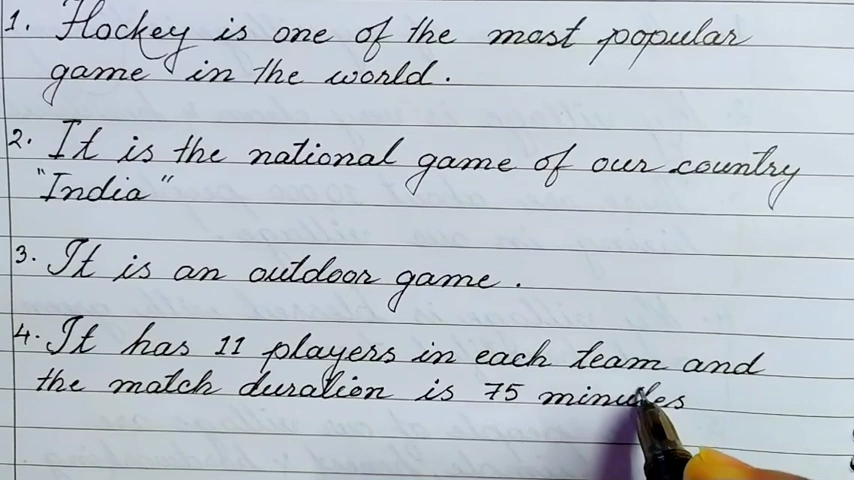 1. Hockey is one of the most popular
game in the world.
2. It is the national game of our country
"India"
3. It is an outdoor game.
4. It has 11 players in each team and
the match duration is 75 minutes